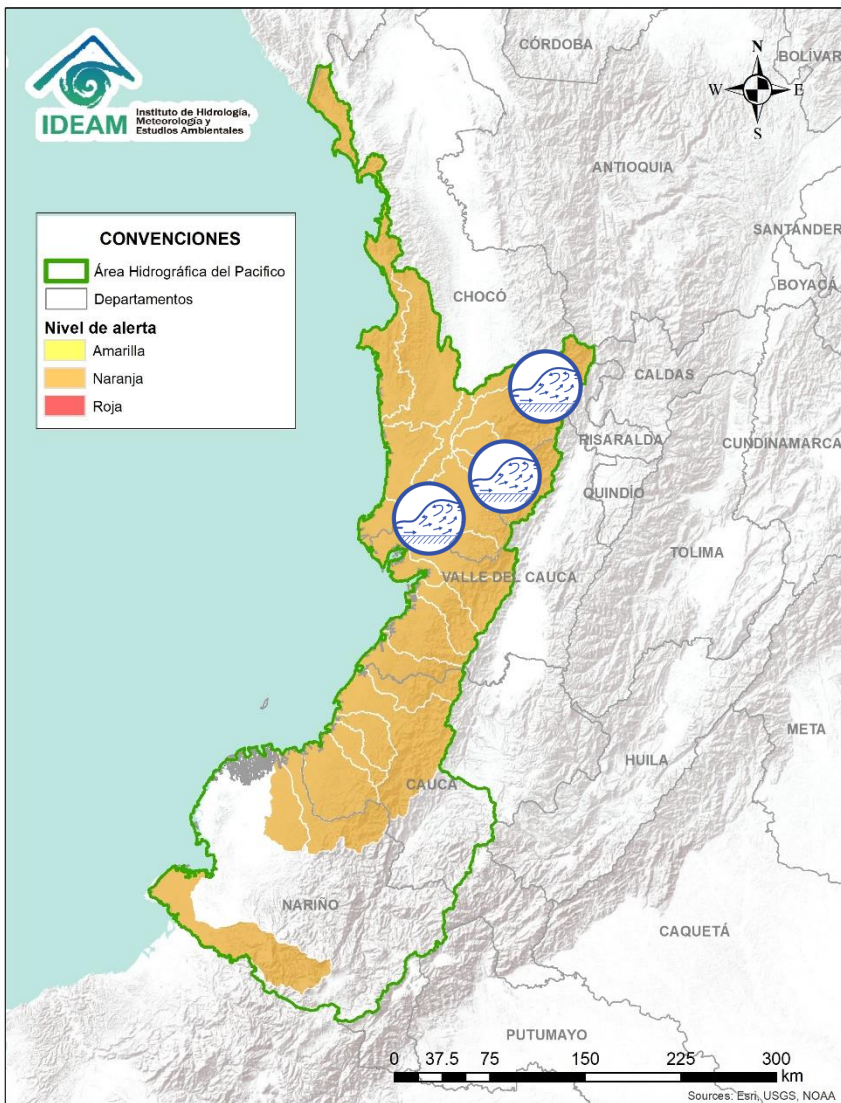 IDEAM
Instituto de Hidrología,
Meteorología y
Estudios Ambientales
CÓRDOBA
BOLÍVAR
N
W
E
S
ANTIOQUIA
SANTANDER
BOYACÁ
CONVENCIONES
Área Hidrográfica del Pacifico
Departamentos
Nivel de alerta
Amarilla
Naranja
Roja
CHOCÓ
CALDAS
RISARALDA
CUNDINAMARCA
QUINDÍO
TOLIMA
VALLE DEL CAUCA
META
HUILA
CAUCA
NARIÑO
CAQUETÁ
PUTUMAYO
0 37.5 75 150 225 300
km
Sources: Esri, USGS, NOAA